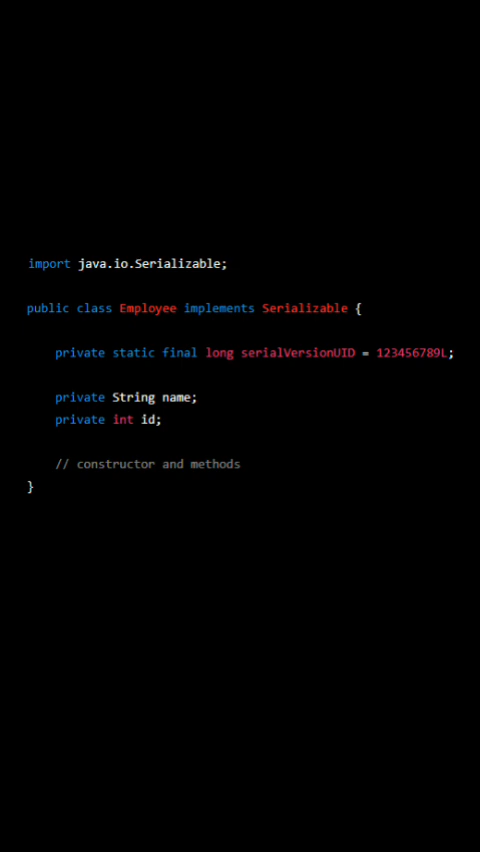 import java.io.Serializable;
public class Employee implements Serializable {
private static final long serialVersionUID = 123456789L;
private String name;
private int id;
// constructor and methods
}